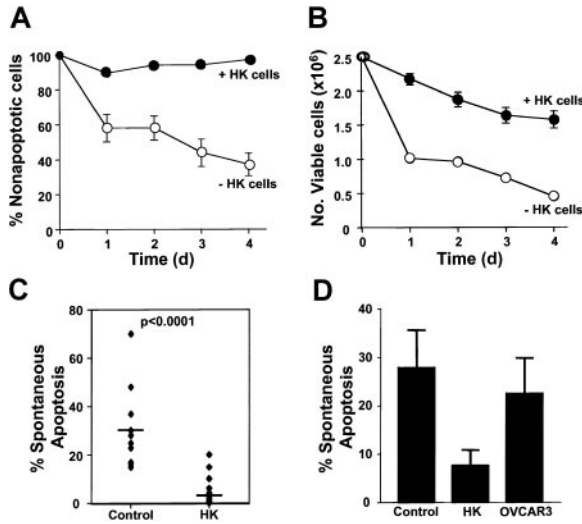 A
% Nonapoptotic cells
100
80
60
40
20
0
+ HK cells
- HK cells
0 1 2 3 4
Time (d)
B
No. Viable cells (x10⁶)
2.5
2.0
1.5
1.0
0.5
0
+ HK cells
- HK cells
0 1 2 3 4
Time (d)
C
% Spontaneous
Apoptosis
80
60
40
20
0
p<0.0001
Control HK
D
% Spontaneous
Apoptosis
40
30
20
10
0
Control HK OVCAR3